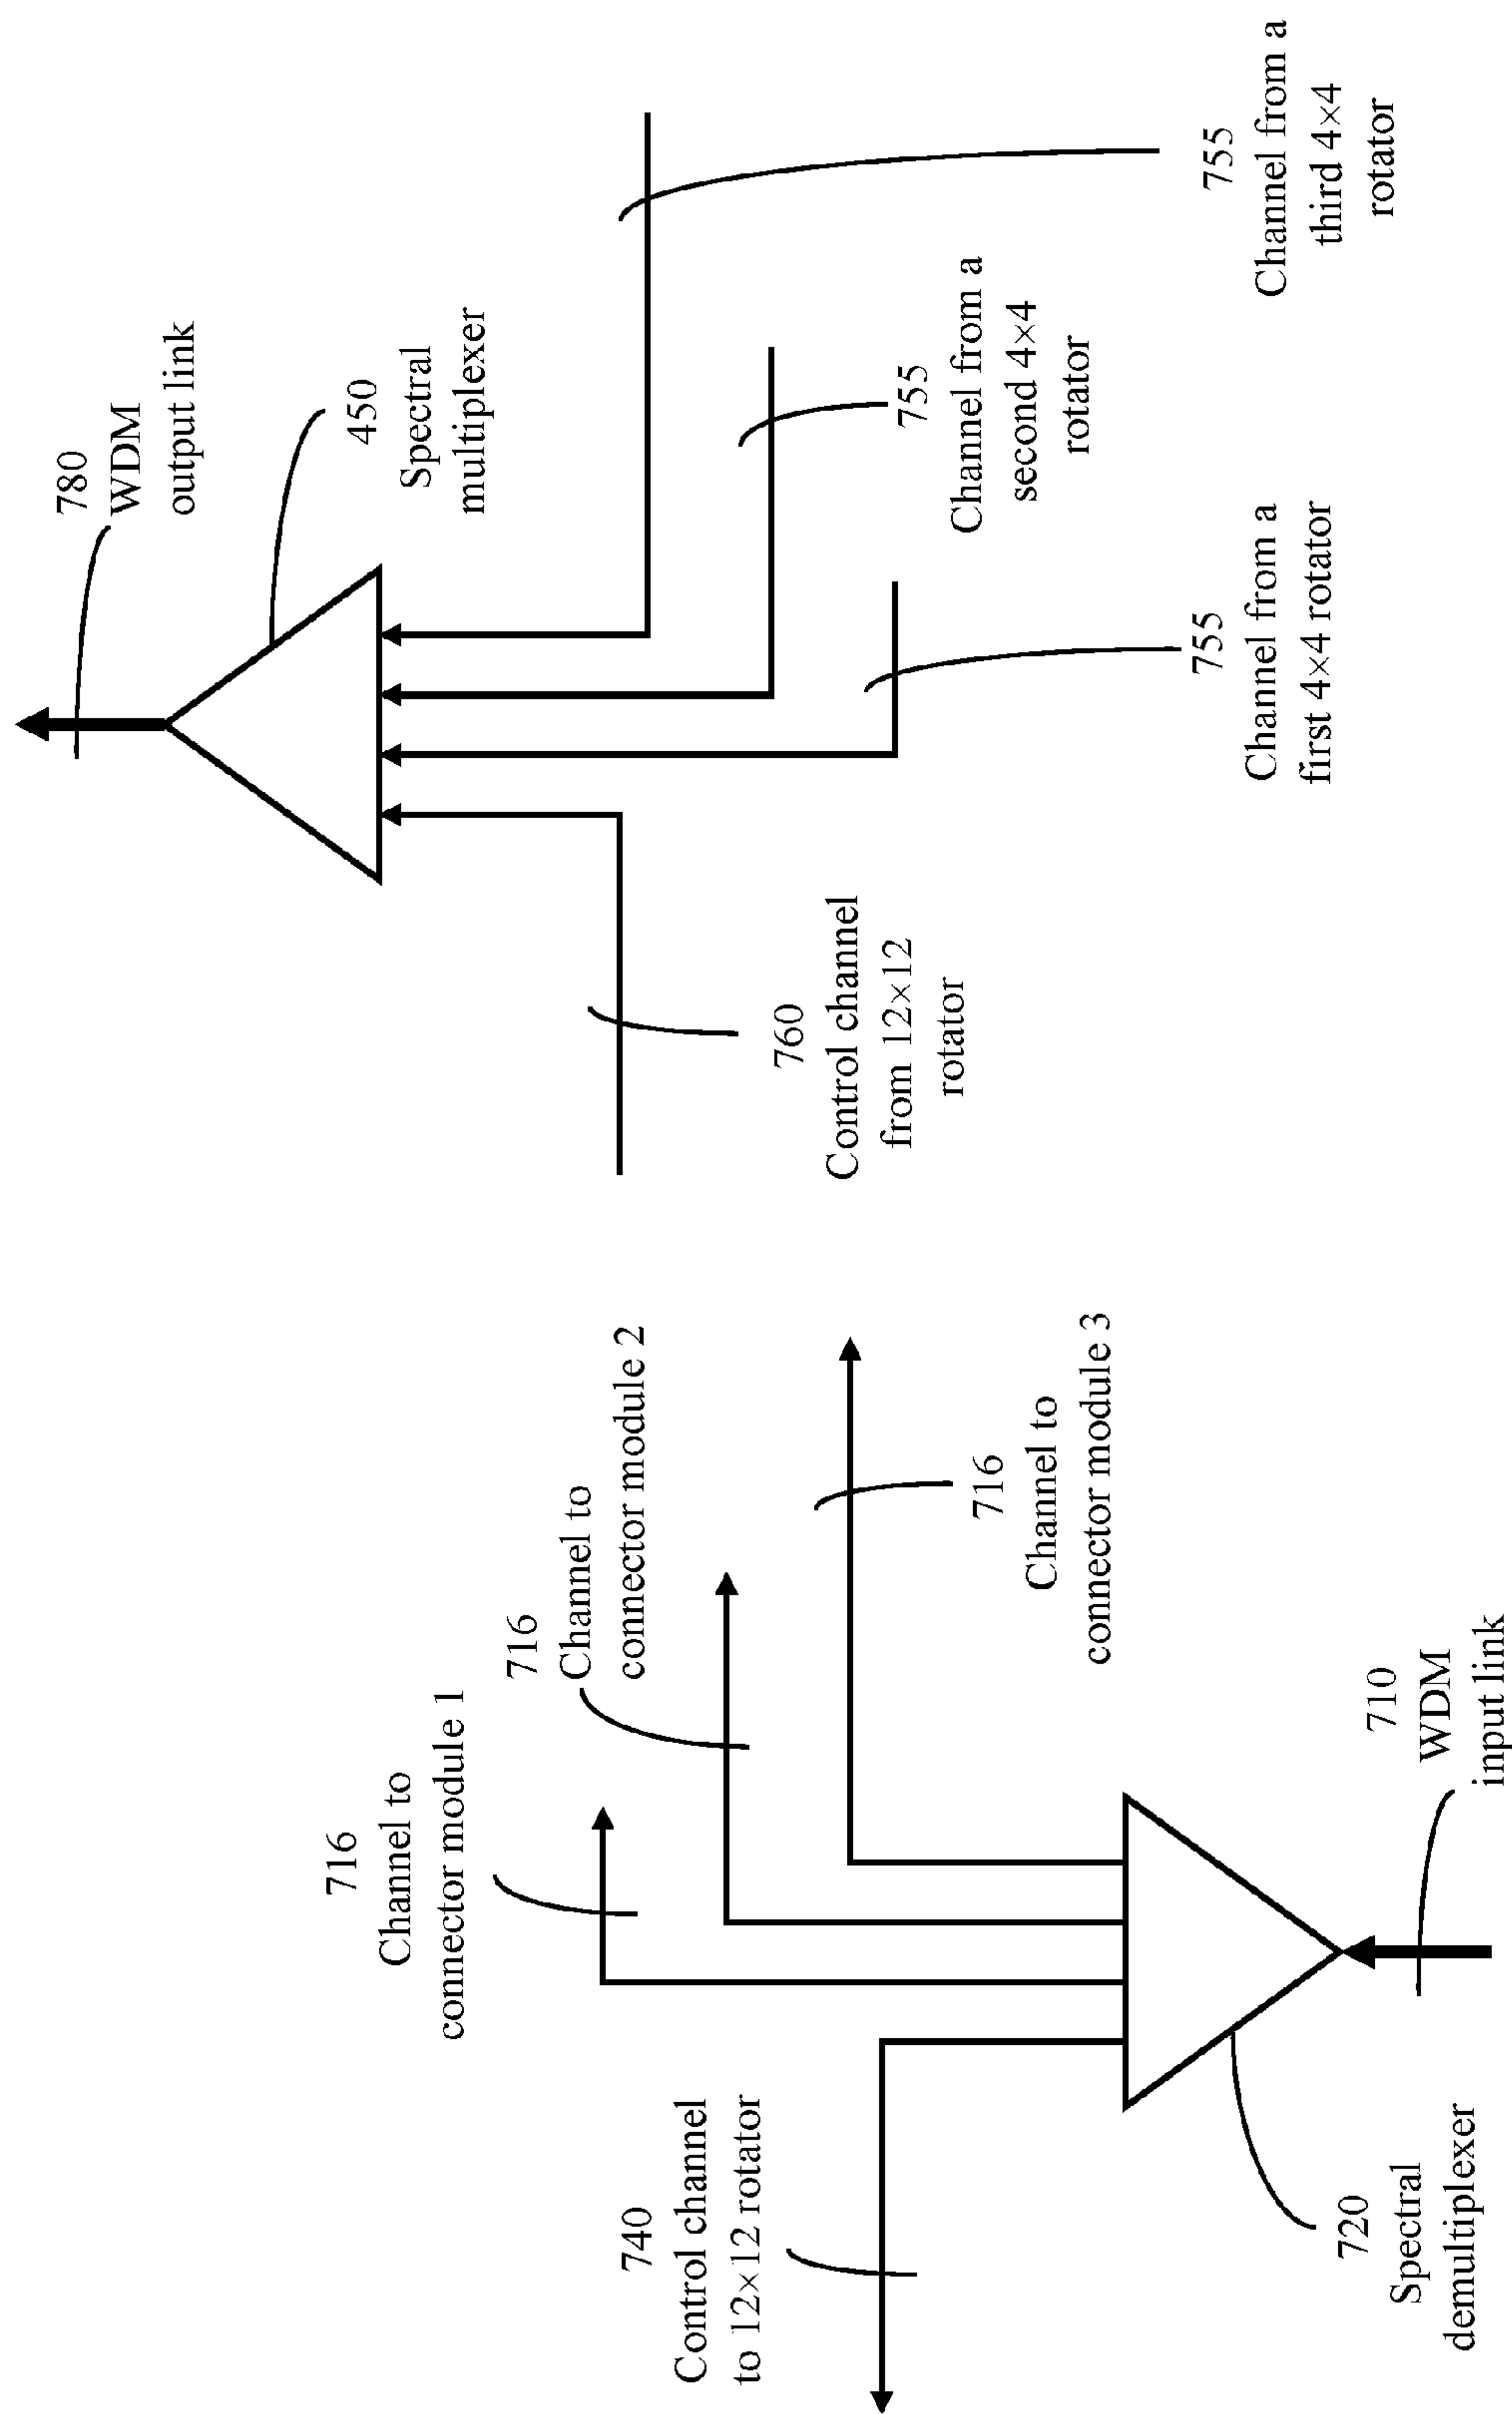 780
WDM
output link
450
Spectral
multiplexer
760
Control channel
from 12×12
rotator
755
Channel from a
first 4×4 rotator
755
Channel from a
second 4×4
rotator
755
Channel from a
third 4×4
rotator
716
Channel to
connector module 1
716
Channel to
connector module 2
716
Channel to
connector module 3
740
Control channel
to 12×12 rotator
720
Spectral
demultiplexer
710
WDM
input link